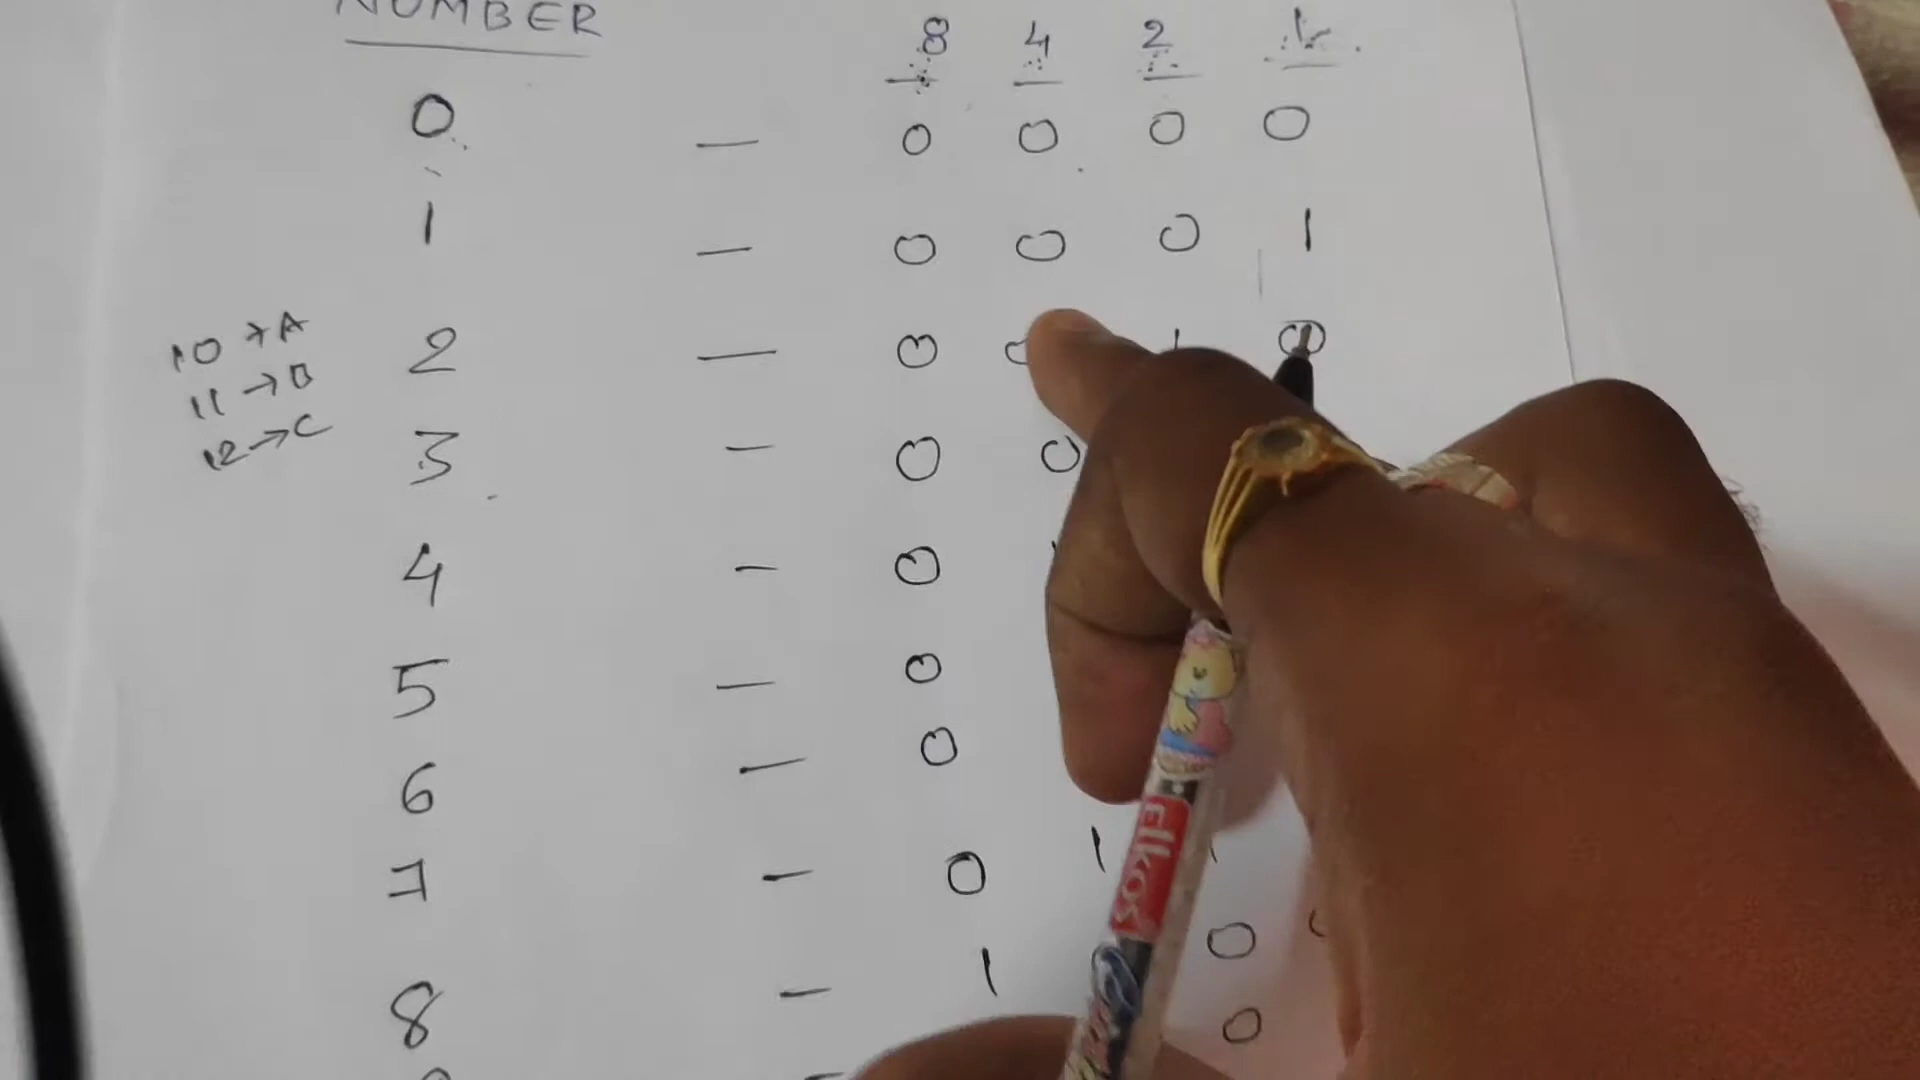 NUMBER 8 4 2 1
0 — 0 0 0 0
1 — 0 0 0 1
10 → A
11 → B
12 → C
2 — 0 0 1 0
3 — 0 0
4 — 0
5 — 0
6 — 0
7 — 0 1
8 — 1 0
0
Elkos